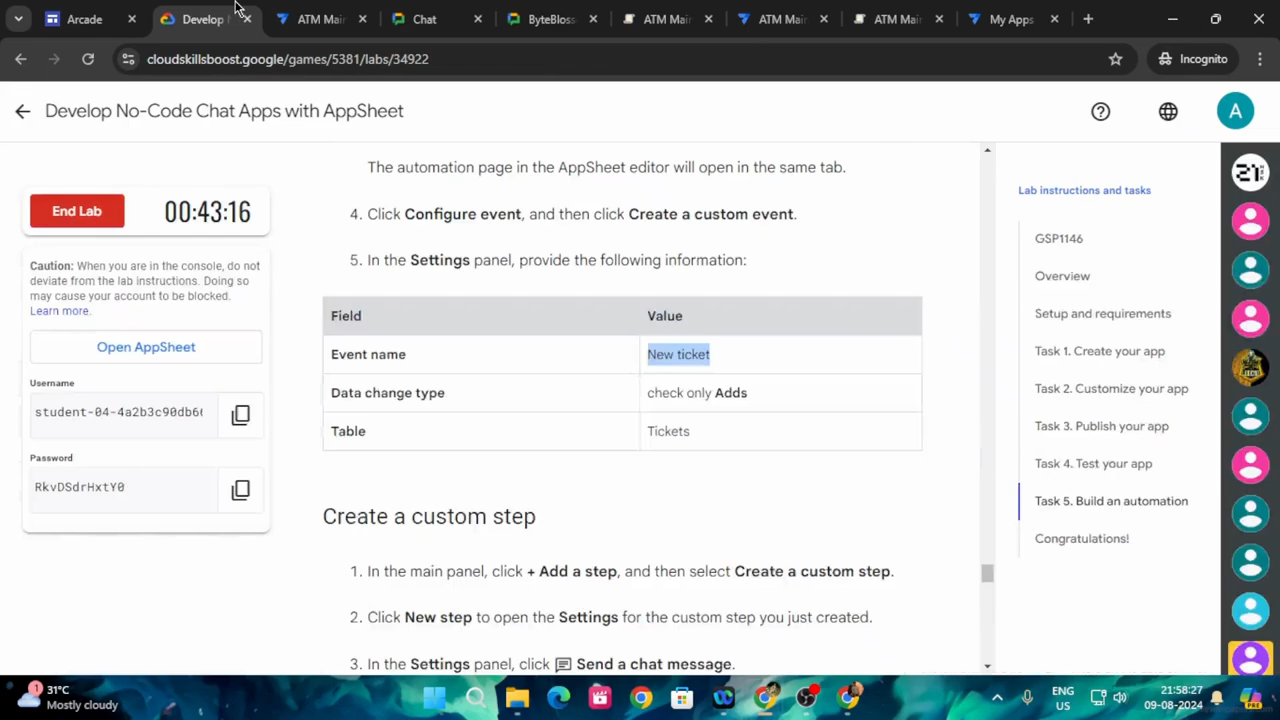 Arcade
Develop
ATM Mai
Chat
ByteBlos
ATM Mai
ATM Mai
ATM Mai
My Apps
cloudskillsboost.google/games/5381/labs/34922
Incognito
Develop No-Code Chat Apps with AppSheet
A
The automation page in the AppSheet editor will open in the same tab.
4. Click Configure event, and then click Create a custom event.
5. In the Settings panel, provide the following information:
Field Value
Event name New ticket
Data change type check only Adds
Table Tickets
Create a custom step
1. In the main panel, click + Add a step, and then select Create a custom step.
2. Click New step to open the Settings for the custom step you just created.
3. In the Settings panel, click Send a chat message.
End Lab 00:43:16
Caution: When you are in the console, do not
deviate from the lab instructions. Doing so
may cause your account to be blocked.
Learn more.
Open AppSheet
Username
student-04-4a2b3c90db6
Password
RkvDSdrHxtY0
Lab instructions and tasks
GSP1146
Overview
Setup and requirements
Task 1. Create your app
Task 2. Customize your app
Task 3. Publish your app
Task 4. Test your app
Task 5. Build an automation
Congratulations!
1
31°C
Mostly cloudy
ENG
US
21:58:27
09-08-2024
PRE